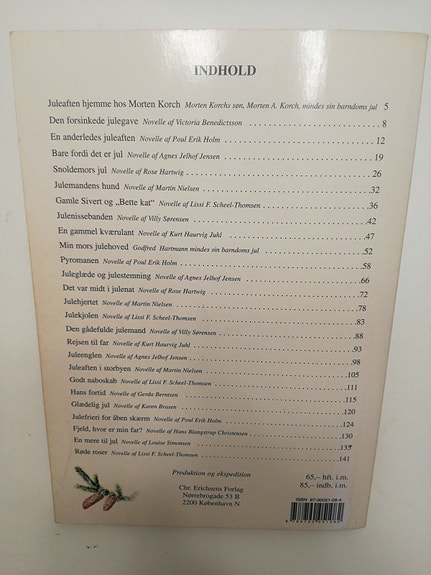 INDHOLD
Juleaften hjemme hos Morten Korch Morten Korchs søn, Morten A. Korch, mindes sin barndoms jul 5
Den forsinkede julegave Novelle af Victoria Benedictsson 8
En anderledes juleaften Novelle af Poul Erik Holm 12
Bare fordi det er jul Novelle af Agnes Jelhof Jensen 19
Snoldemors jul Novelle af Rose Hartwig 26
Julemandens hund Novelle af Martin Nielsen 32
Gamle Sivert og „Bette kat" Novelle af Lissi F. Scheel-Thomsen 36
Julenissebanden Novelle af Villy Sørensen 42
En gammel kværulant Novelle af Kurt Haurvig Juhl 47
Min mors julehoved Godfred Hartmann mindes sin barndoms jul 52
Pyromanen Novelle af Poul Erik Holm 58
Juleglæde og julestemning Novelle af Agnes Jelhof Jensen 66
Det var midt i julenat Novelle af Rose Hartwig 72
Julehjertet Novelle af Martin Nielsen 78
Julekjolen Novelle af Lissi F. Scheel-Thomsen 83
Den gådefulde julemand Novelle af Villy Sørensen 88
Rejsen til far Novelle af Kurt Haurvig Juhl 93
Juleenglen Novelle af Agnes Jelhof Jensen 98
Juleaften i storbyen Novelle af Martin Nielsen 105
Godt naboskab Novelle af Lissi F. Scheel-Thomsen 111
Hans fortid Novelle af Gerda Berntsen 115
Glædelig jul Novelle af Karen Brasen 120
Julefrieri for åben skærm Novelle af Poul Erik Holm 124
Fjeld, hvor er min far? Novelle af Hans Blangstrup Christensen 130
En mere til jul Novelle af Louise Simonsen 135
Røde roser Novelle af Lissi F. Scheel-Thomsen 141
Produktion og ekspedition
Chr. Erichsens Forlag
Nørrebrogade 53 B
2200 København N
65,– hft. i.m.
85,– indb. i.m.